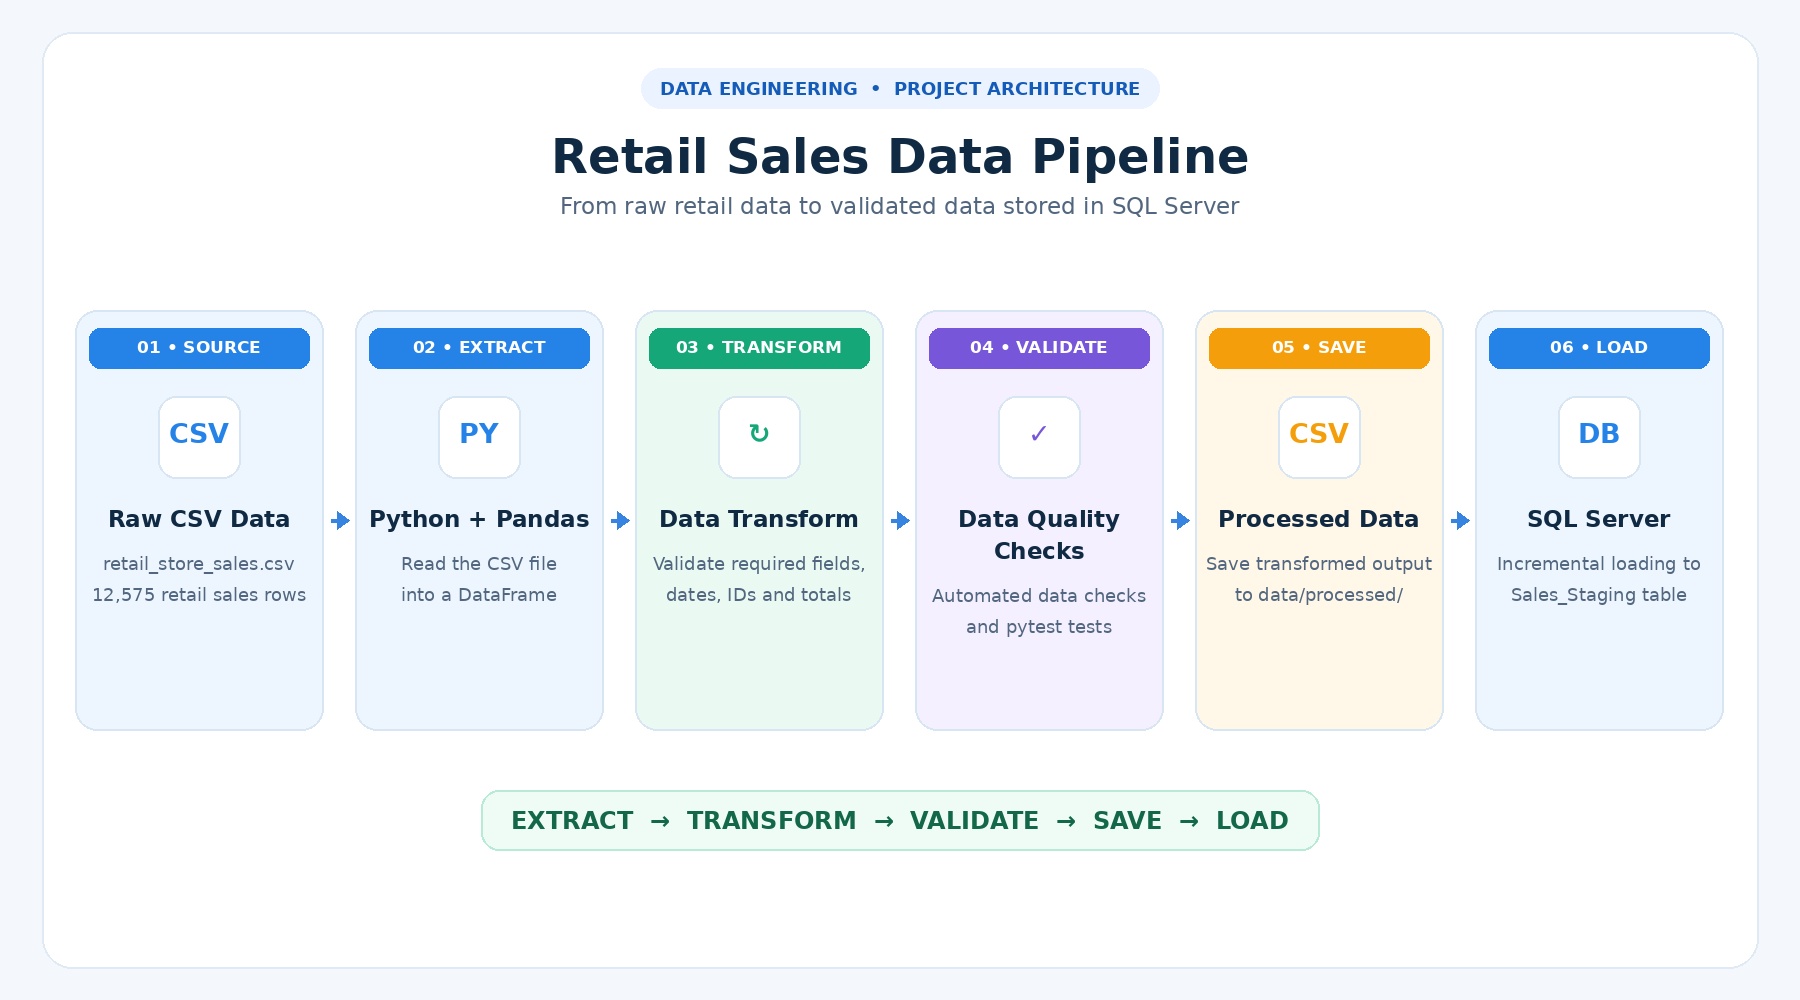 DATA ENGINEERING • PROJECT ARCHITECTURE
Retail Sales Data Pipeline
From raw retail data to validated data stored in SQL Server
01 • SOURCE
CSV
Raw CSV Data
retail_store_sales.csv
12,575 retail sales rows
02 • EXTRACT
PY
Python + Pandas
Read the CSV file
into a DataFrame
03 • TRANSFORM
↻
Data Transform
Validate required fields,
dates, IDs and totals
04 • VALIDATE
✓
Data Quality
Checks
Automated data checks
and pytest tests
05 • SAVE
CSV
Processed Data
Save transformed output
to data/processed/
06 • LOAD
DB
SQL Server
Incremental loading to
Sales_Staging table
EXTRACT → TRANSFORM → VALIDATE → SAVE → LOAD